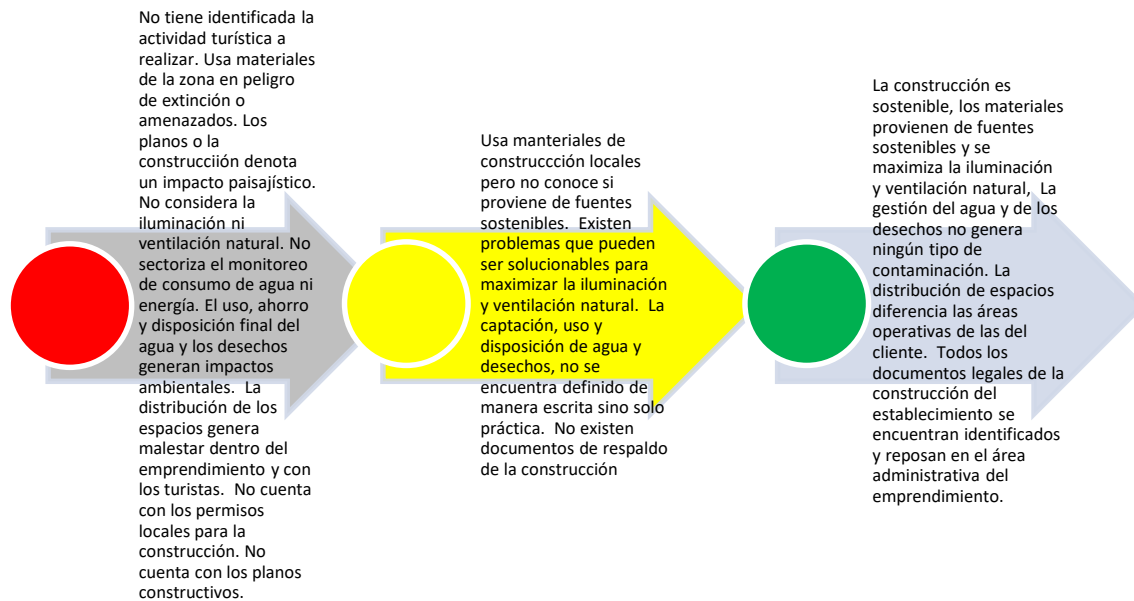 No tiene identificada la
actividad turística a
realizar. Usa materiales
de la zona en peligro
de extinción o
amenazados. Los
planos o la
construcciión denota
un impacto paisajístico.
No considera la
iluminación ni
ventilación natural. No
sectoriza el monitoreo
de consumo de agua ni
energía. El uso, ahorro
y disposición final del
agua y los desechos
generan impactos
ambientales. La
distribución de los
espacios genera
malestar dentro del
emprendimiento y con
los turistas. No cuenta
con los permisos
locales para la
construcción. No
cuenta con los planos
constructivos.
Usa manteriales de
construccción locales
pero no conoce si
proviene de fuentes
sostenibles. Existen
problemas que pueden
ser solucionables para
maximizar la iluminación
y ventilación natural. La
captación, uso y
disposición de agua y
desechos, no se
encuentra definido de
manera escrita sino solo
práctica. No existen
documentos de respaldo
de la construcción
La construcción es
sostenible, los materiales
provienen de fuentes
sostenibles y se
maximiza la iluminación
y ventilación natural, La
gestión del agua y de los
desechos no genera
ningún tipo de
contaminación. La
distribución de espacios
diferencia las áreas
operativas de las del
cliente. Todos los
documentos legales de la
construcción del
establecimiento se
encuentran identificados
y reposan en el área
administrativa del
emprendimiento.